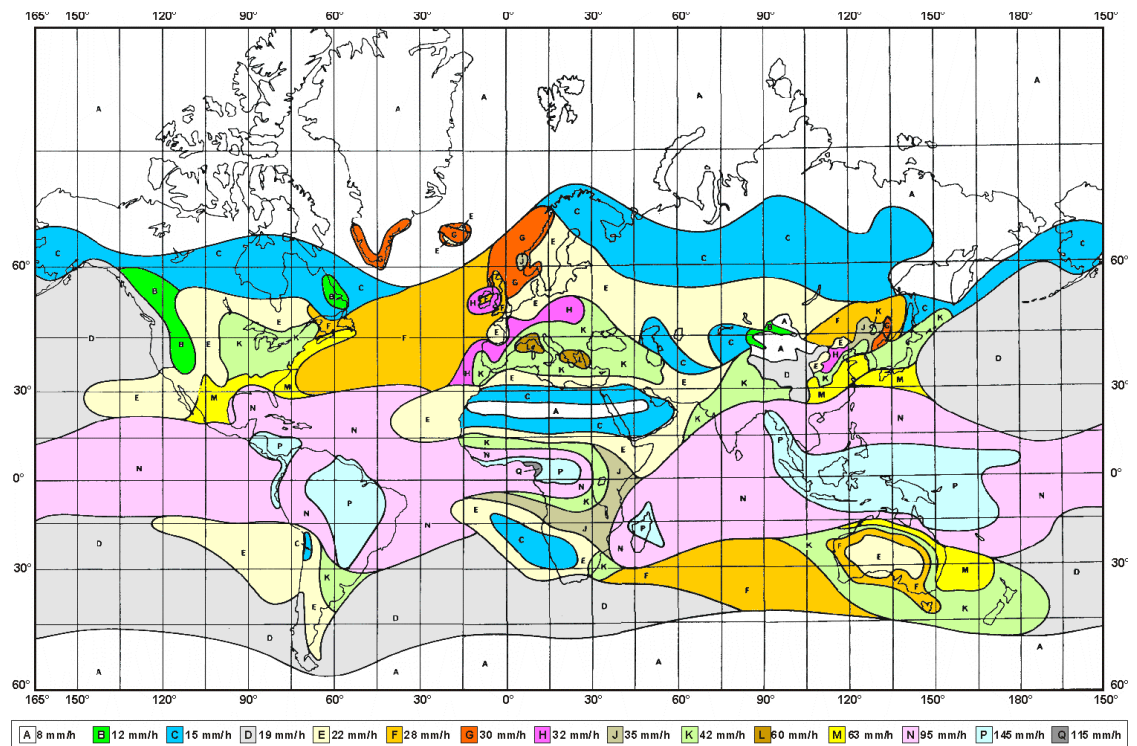 165° 150° 120° 90° 60° 30° 0° 30° 60° 90° 120° 150° 180° 150°
A
A A A A
A
E
C G G E C C
E
C C G J C C
60° G 60°
B C B C G E
H F E E
E F E H F K K
D B E K K F F E K L L K C B A A E J G D
C D E H
30° E M M H K E C E K D K M M 30°
N C A
E N E C K N
P K E
N N Q P J P N
0° P N K N N 0°
N N E J P
D E C C E N K F E M D
K K F F F K
E D D
D
A A A A A
60° 60°
165° 150° 120° 90° 60° 30° 0° 30° 60° 90° 120° 150° 180° 150°
A 8 mm/h B 12 mm/h C 15 mm/h D 19 mm/h E 22 mm/h F 28 mm/h G 30 mm/h H 32 mm/h J 35 mm/h K 42 mm/h L 60 mm/h M 63 mm/h N 95 mm/h P 145 mm/h Q 115 mm/h